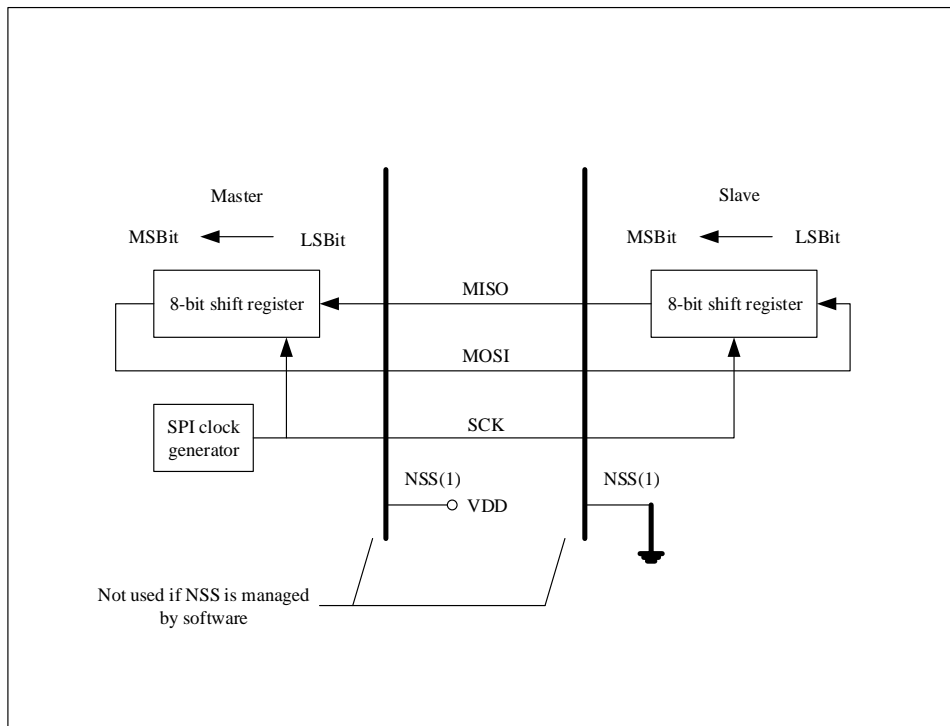 Master
Slave
MSBit
LSBit
MSBit
LSBit
8-bit shift register
MISO
8-bit shift register
MOSI
SPI clock
generator
SCK
NSS(1)
NSS(1)
VDD
Not used if NSS is managed
by software